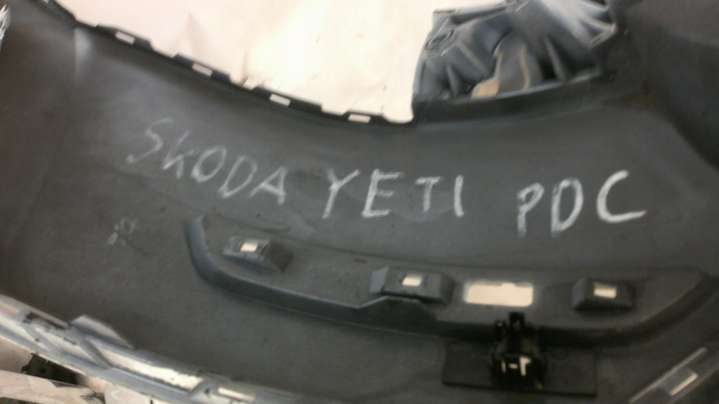 SKODA YETI PDC